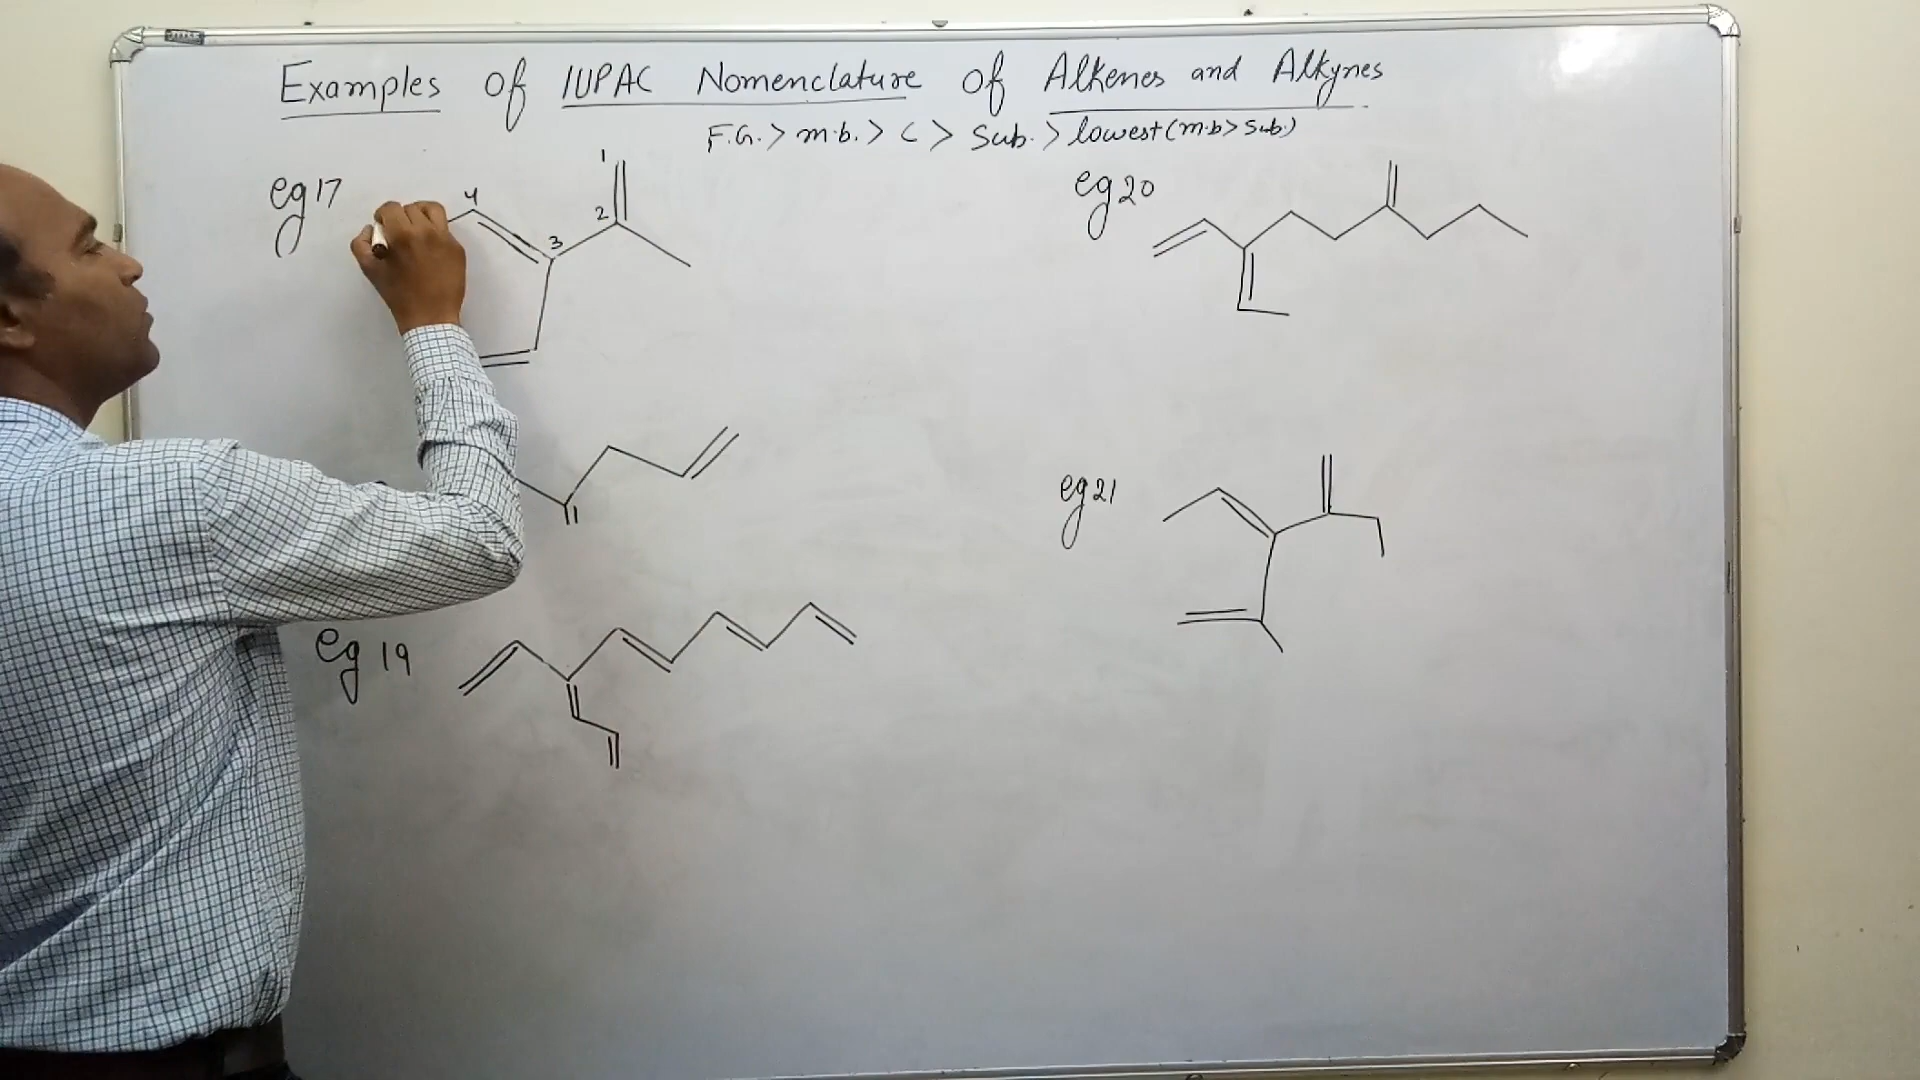 Examples of IUPAC Nomenclature of Alkenes and Alkynes
F.G. > m.b. > C > Sub. > lowest (m.b > Sub.)
eg 17
1
2
3
4
eg 20
eg 21
eg 19